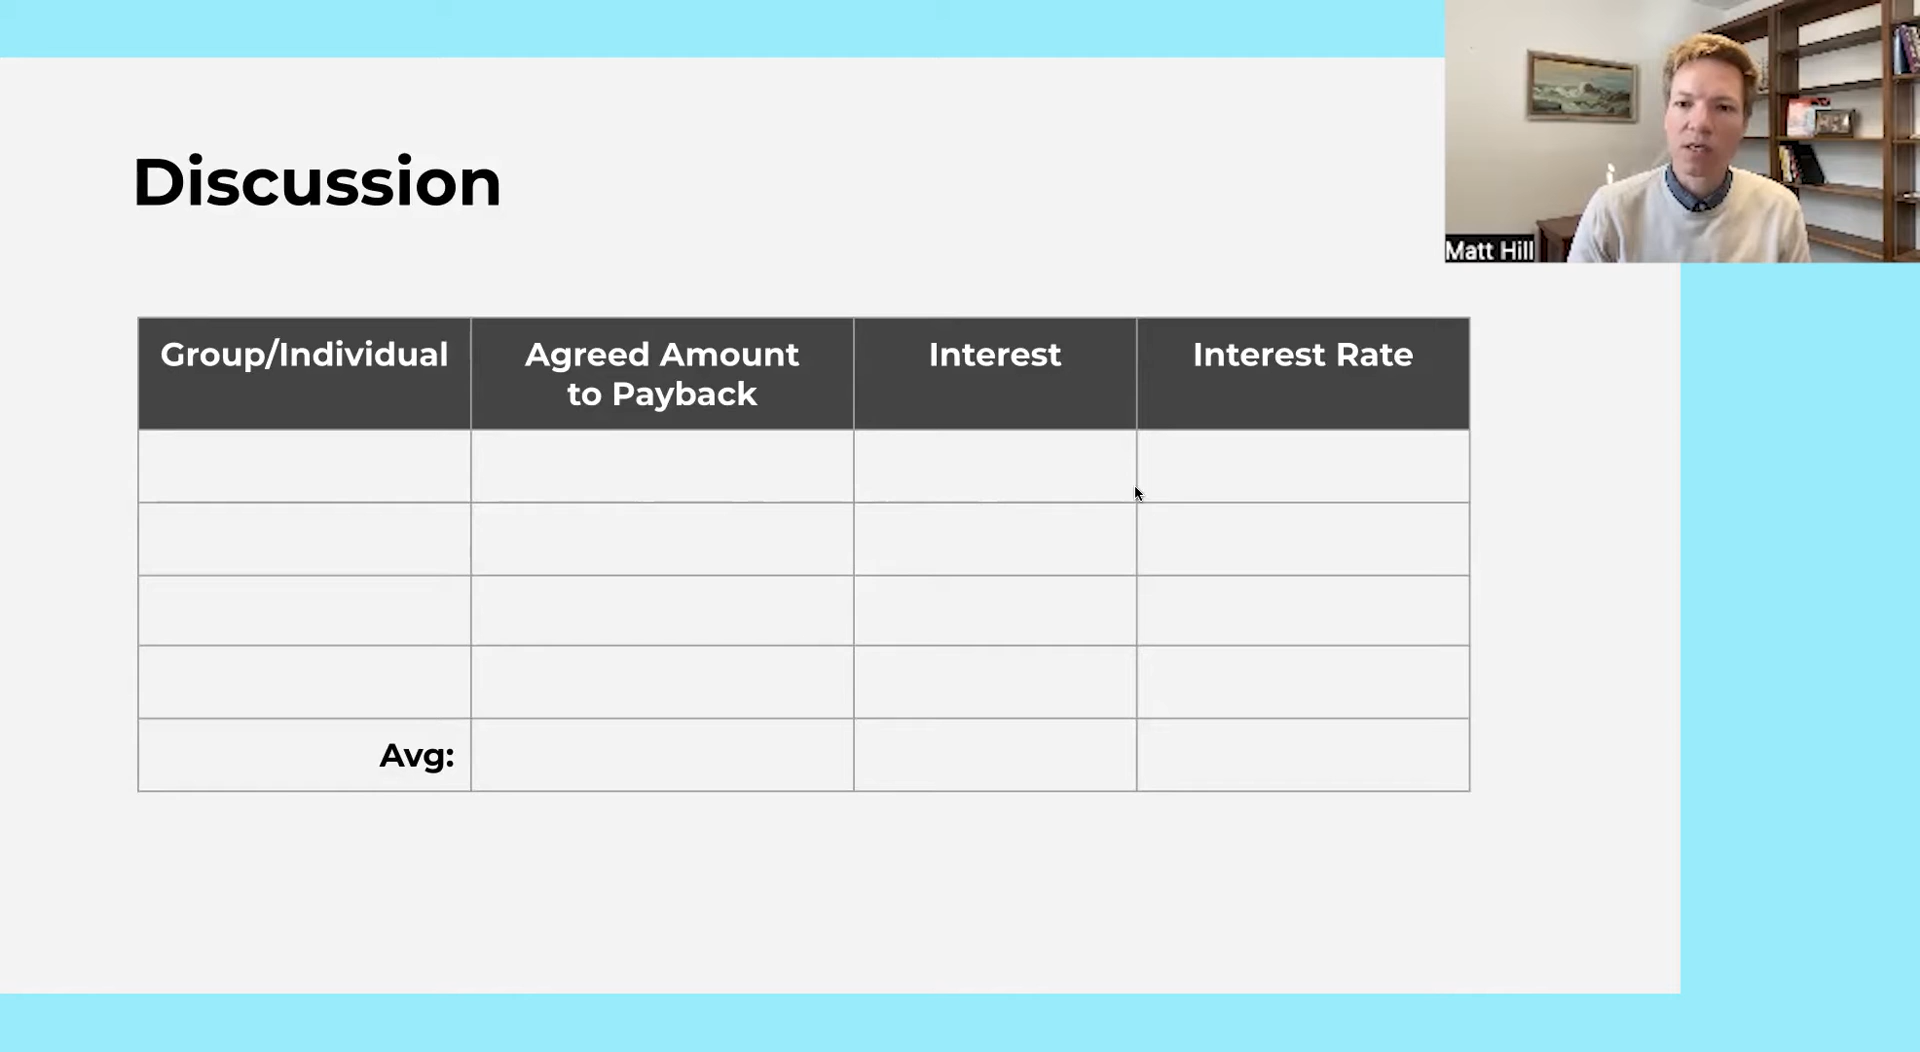 Matt Hill
Discussion
Group/Individual
Agreed Amount
to Payback
Interest
Interest Rate
Avg: